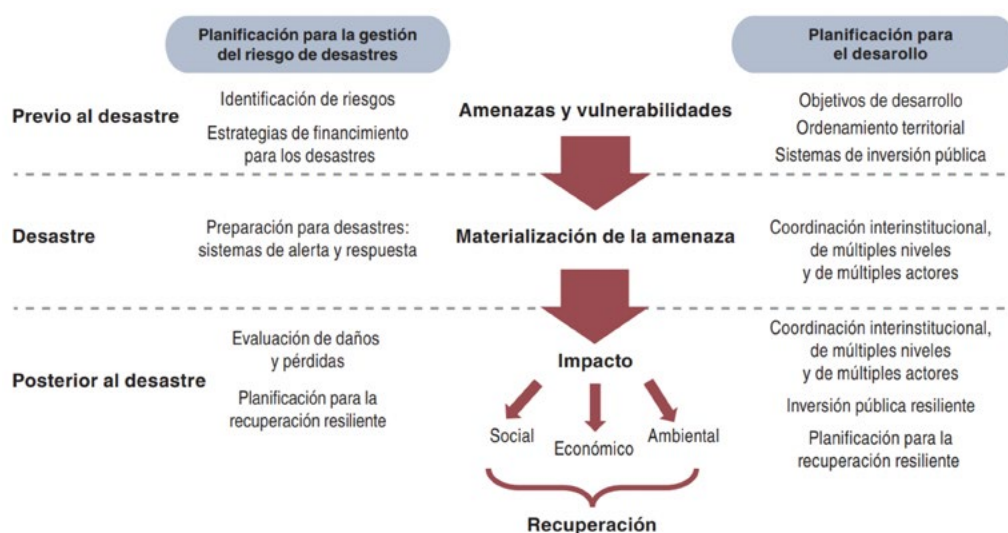 Planificación para la gestión
del riesgo de desastres
Planificación para
el desarollo
Previo al desastre
Identificación de riesgos
Estrategias de financimiento
para los desastres
Amenazas y vulnerabilidades
Objetivos de desarrollo
Ordenamiento territorial
Sistemas de inversión pública
Desastre
Preparación para desastres:
sistemas de alerta y respuesta
Materialización de la amenaza
Coordinación interinstitucional,
de múltiples niveles
y de múltiples actores
Posterior al desastre
Evaluación de daños
y pérdidas
Planificación para la
recuperación resiliente
Impacto
Social
Económico
Ambiental
Recuperación
Coordinación interinstitucional,
de múltiples niveles
y de múltiples actores
Inversión pública resiliente
Planificación para la
recuperación resiliente